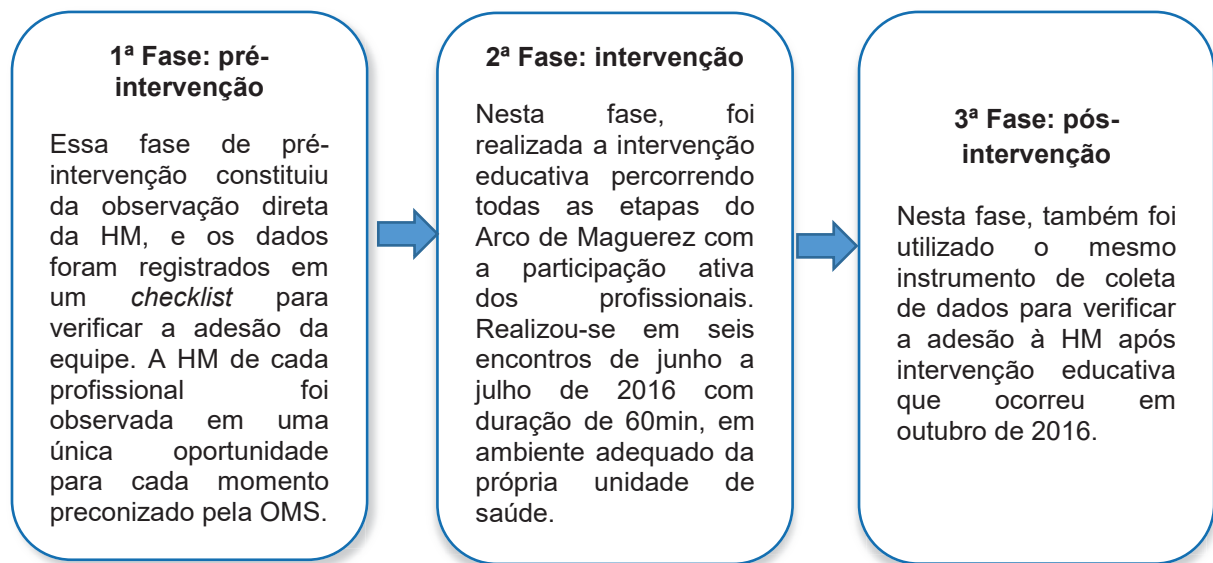 1ª Fase: pré-
intervenção
Essa fase de pré-
intervenção constituiu
da observação direta
da HM, e os dados
foram registrados em
um checklist para
verificar a adesão da
equipe. A HM de cada
profissional foi
observada em uma
única oportunidade
para cada momento
preconizado pela OMS.
2ª Fase: intervenção
Nesta fase, foi
realizada a intervenção
educativa percorrendo
todas as etapas do
Arco de Maguerez com
a participação ativa
dos profissionais.
Realizou-se em seis
encontros de junho a
julho de 2016 com
duração de 60min, em
ambiente adequado da
própria unidade de
saúde.
3ª Fase: pós-
intervenção
Nesta fase, também foi
utilizado o mesmo
instrumento de coleta
de dados para verificar
a adesão à HM após
intervenção educativa
que ocorreu em
outubro de 2016.